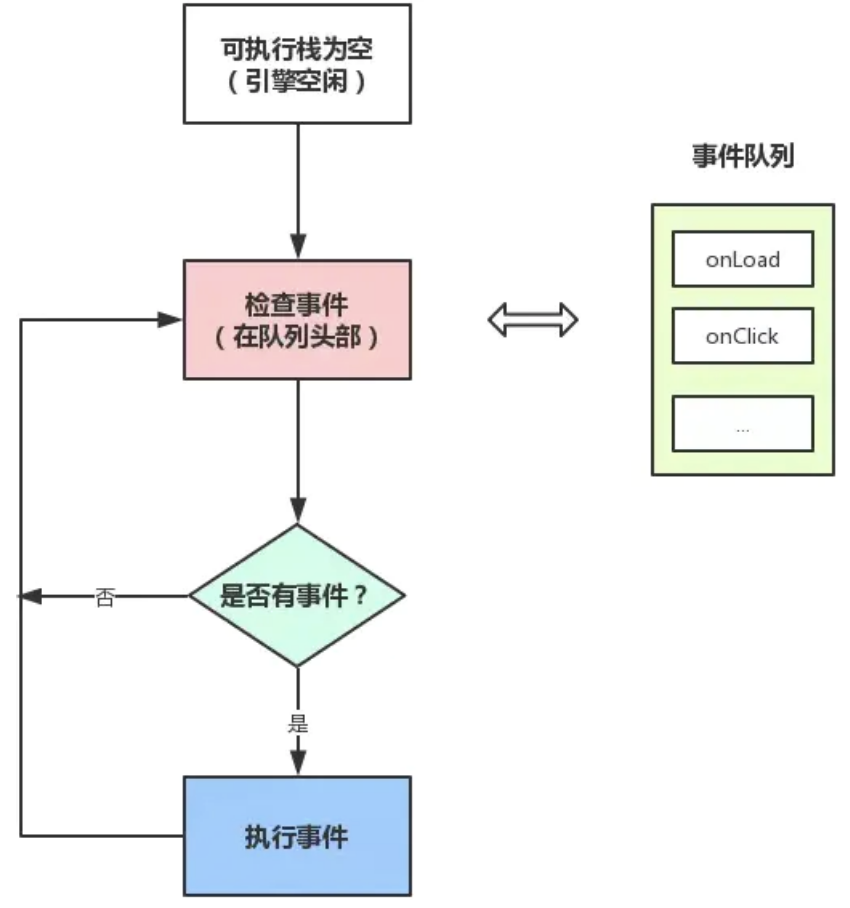 可执行栈为空
（引擎空闲）
事件队列
onLoad
检查事件
（在队列头部）
onClick
...
否
是否有事件？
是
执行事件